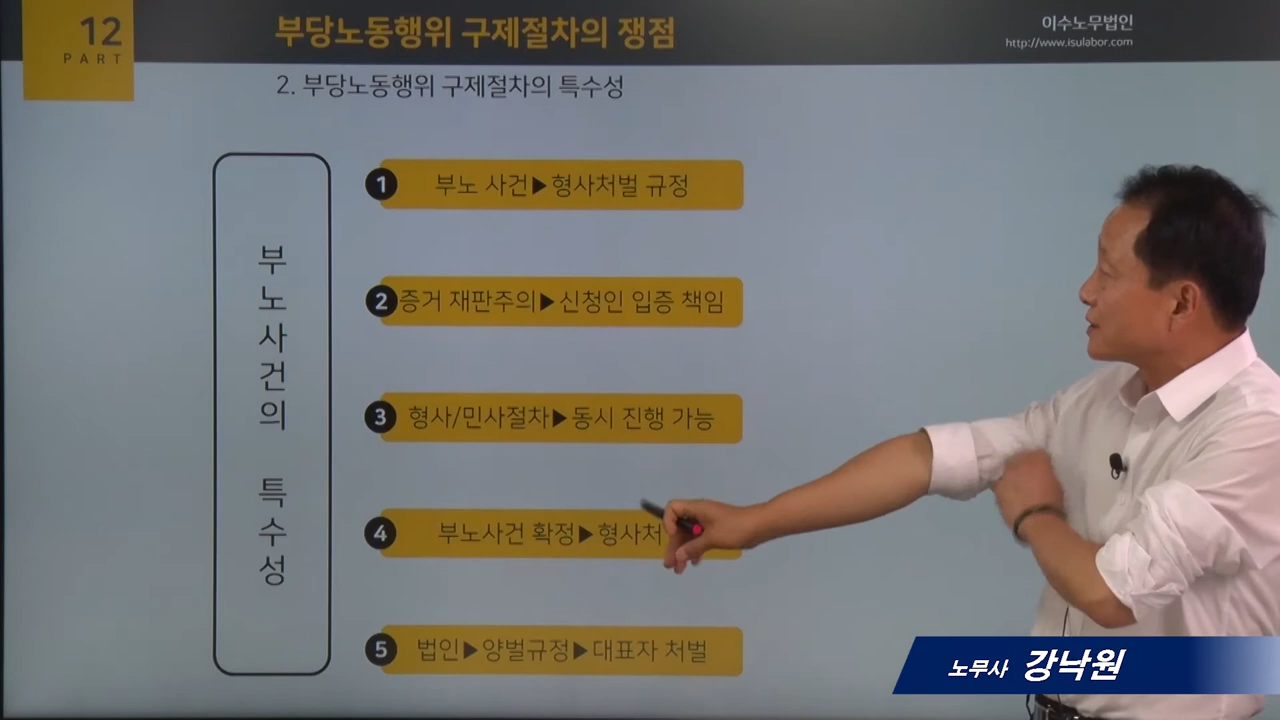 12
PART
부당노동행위 구제절차의 쟁점
이수노무법인
http://www.isulabor.com
2. 부당노동행위 구제절차의 특수성
부노사건의 특수성
1 부노 사건▶형사처벌 규정
2 증거 재판주의▶신청인 입증 책임
3 형사/민사절차▶동시 진행 가능
4 부노사건 확정▶형사처
5 법인▶양벌규정▶대표자 처벌
노무사 강낙원